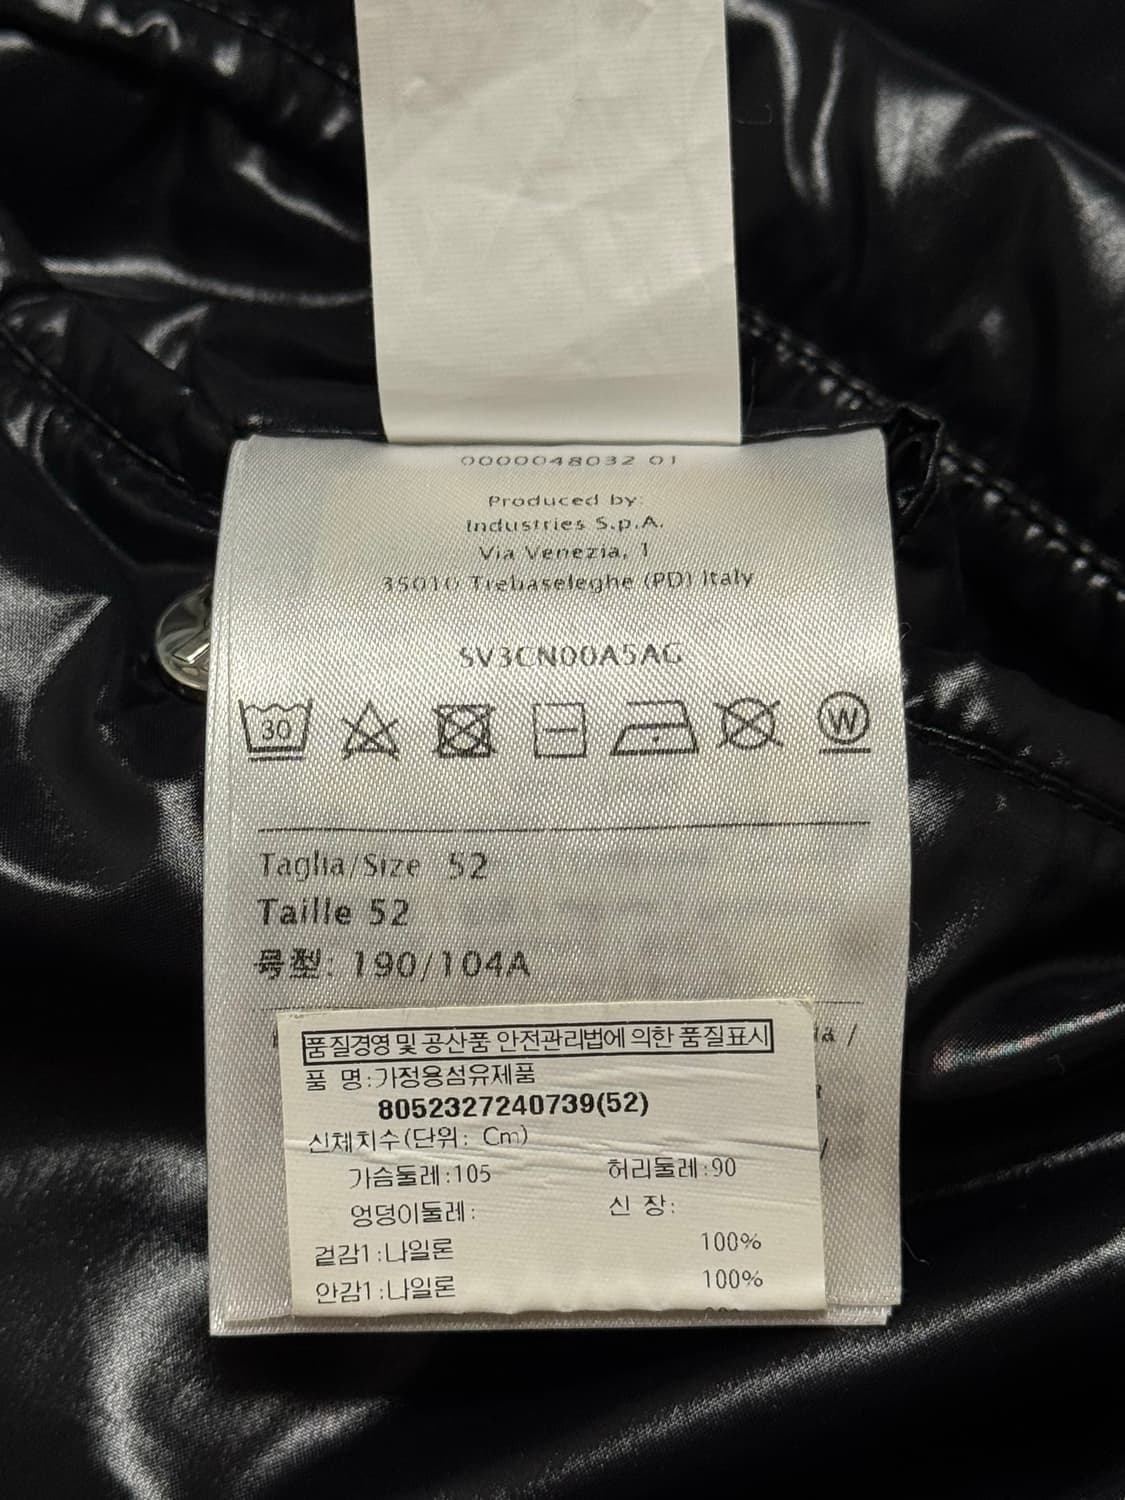 0000048032 01
Produced by:
Industries S.p.A.
Via Venezia, 1
35010 Trebaseleghe (PD) Italy
SV3CN00A5AG
30
W
Taglia/Size 52
Taille 52
号型: 190/104A
품질경영 및 공산품 안전관리법에 의한 품질표시
품 명:가정용섬유제품
8052327240739(52)
신체치수(단위: Cm)
가슴둘레:105 허리둘레:90
엉덩이둘레: 신 장:
겉감1:나일론 100%
안감1:나일론 100%